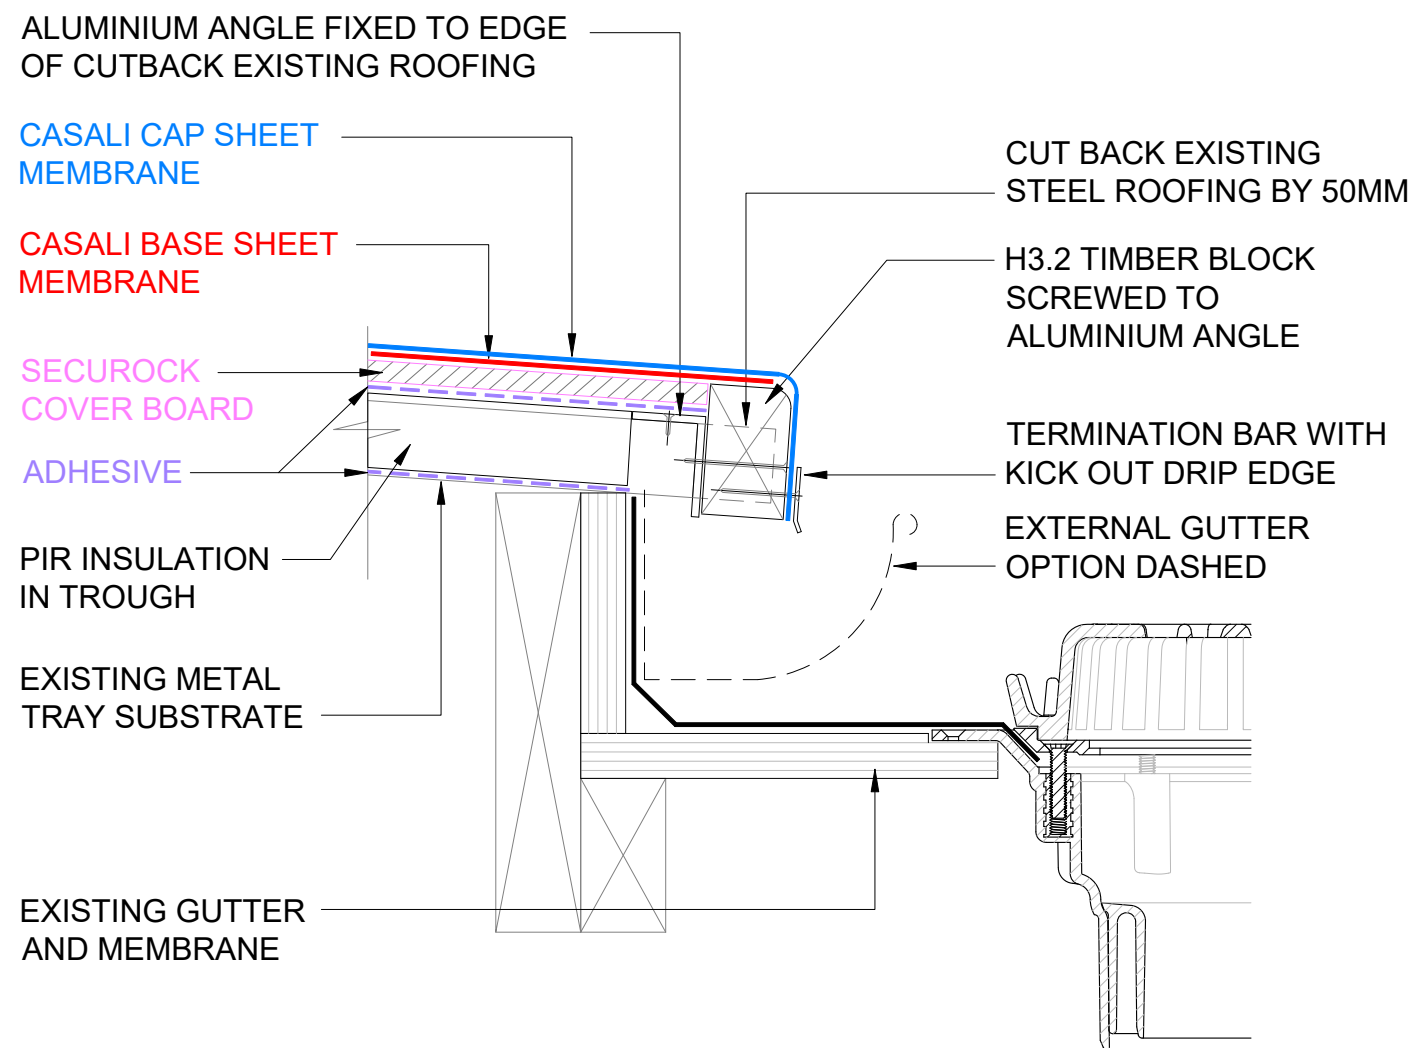 ALUMINIUM ANGLE FIXED TO EDGE
OF CUTBACK EXISTING ROOFING
CASALI CAP SHEET
MEMBRANE
CASALI BASE SHEET
MEMBRANE
SECUROCK
COVER BOARD
ADHESIVE
PIR INSULATION
IN TROUGH
EXISTING METAL
TRAY SUBSTRATE
EXISTING GUTTER
AND MEMBRANE
CUT BACK EXISTING
STEEL ROOFING BY 50MM
H3.2 TIMBER BLOCK
SCREWED TO
ALUMINIUM ANGLE
TERMINATION BAR WITH
KICK OUT DRIP EDGE
EXTERNAL GUTTER
OPTION DASHED